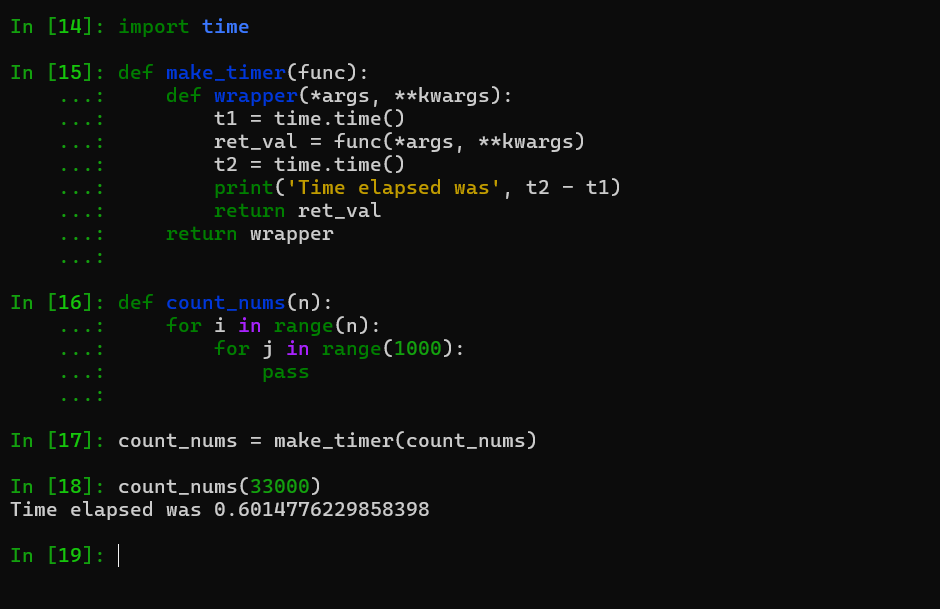 In [14]: import time
In [15]: def make_timer(func):
    ...:     def wrapper(*args, **kwargs):
    ...:         t1 = time.time()
    ...:         ret_val = func(*args, **kwargs)
    ...:         t2 = time.time()
    ...:         print('Time elapsed was', t2 - t1)
    ...:         return ret_val
    ...:     return wrapper
    ...:
In [16]: def count_nums(n):
    ...:     for i in range(n):
    ...:         for j in range(1000):
    ...:             pass
    ...:
In [17]: count_nums = make_timer(count_nums)
In [18]: count_nums(33000)
Time elapsed was 0.6014776229858398
In [19]: